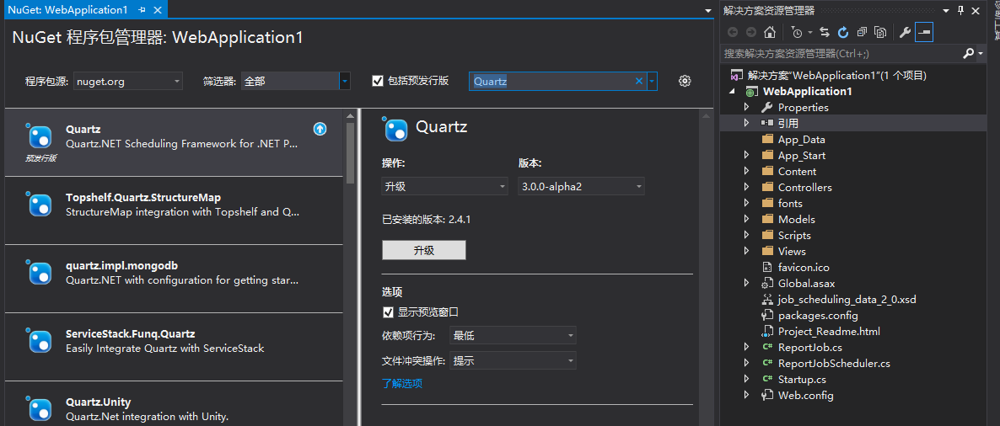 NuGet: WebApplication1
NuGet 程序包管理器: WebApplication1
程序包源: nuget.org
筛选器: 全部
包括预发行版
Quartz
Quartz
Quartz.NET Scheduling Framework for .NET P...
预发行版
Topshelf.Quartz.StructureMap
StructureMap integration with Topshelf and Q...
quartz.impl.mongodb
Quartz.NET with configuration for getting star...
ServiceStack.Funq.Quartz
Easily Integrate Quartz with ServiceStack
Quartz.Unity
Quartz.Net integration with Unity.
Quartz
操作:
版本:
升级
3.0.0-alpha2
已安装的版本: 2.4.1
升级
选项
显示预览窗口
依赖项行为: 最低
文件冲突操作: 提示
了解选项
解决方案资源管理器
搜索解决方案资源管理器(Ctrl+;)
解决方案"WebApplication1"(1 个项目)
WebApplication1
Properties
引用
App_Data
App_Start
Content
Controllers
fonts
Models
Scripts
Views
favicon.ico
Global.asax
job_scheduling_data_2_0.xsd
packages.config
Project_Readme.html
C# ReportJob.cs
C# ReportJobScheduler.cs
C# Startup.cs
Web.config